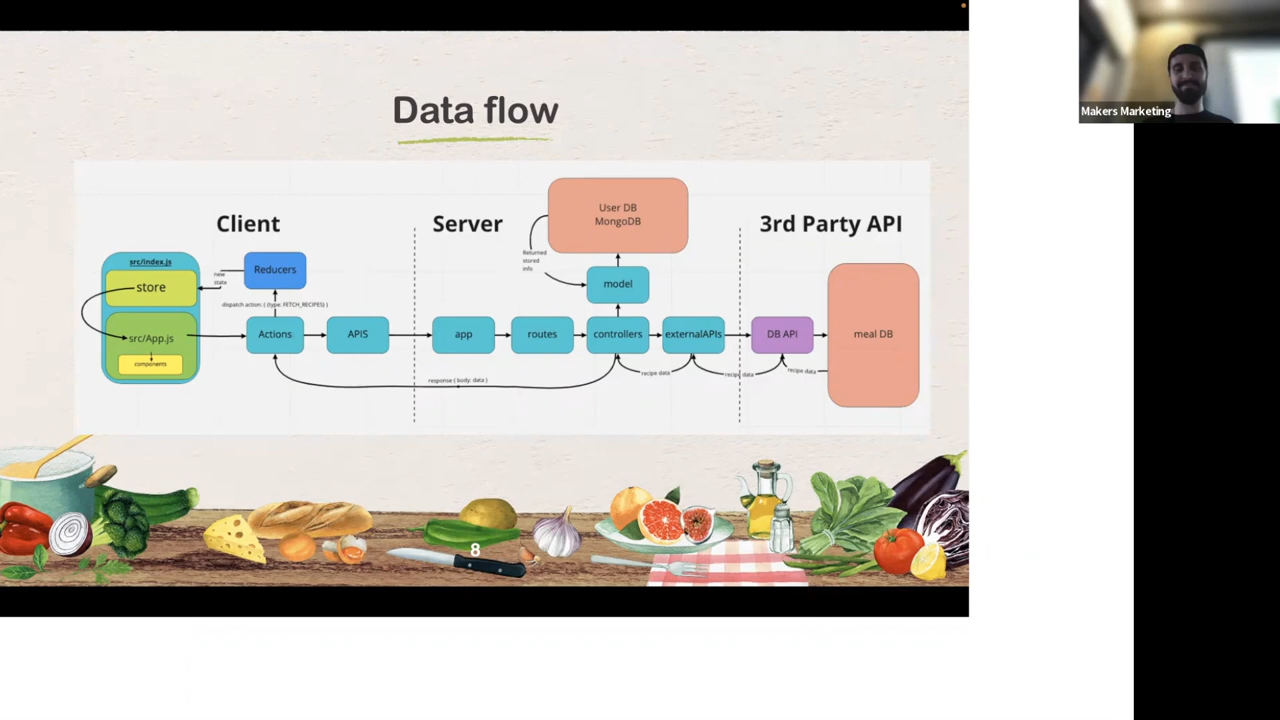 Data flow
Makers Marketing
Client
Server
3rd Party API
User DB
MongoDB
src/index.js
store
src/App.js
components
new
state
Reducers
dispatch action: { (type: FETCH_RECIPES) }
Returned
stored
info
model
Actions
APIS
app
routes
controllers
externalAPIs
DB API
meal DB
response ( body: data )
recipe data
recipe data
recipe data
8